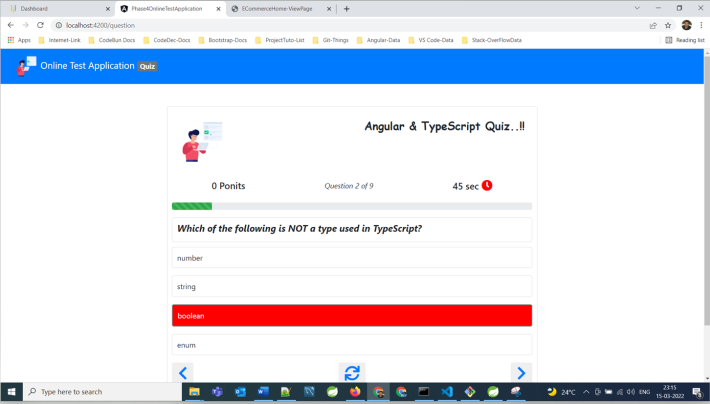 Dashboard
Phase4OnlineTestApplication
ECommerceHome-ViewPage
localhost:4200/question
Apps
Internet-Link
CodeBun Docs
CodeDec-Docs
Bootstrap-Docs
ProjectTuto-List
Git-Things
Angular-Data
VS Code-Data
Stack-OverFlowData
Reading list
Online Test Application Quiz
Angular & TypeScript Quiz..!!
0 Ponits
Question 2 of 9
45 sec
Which of the following is NOT a type used in TypeScript?
number
string
boolean
enum
Type here to search
24°C
ENG
23:15
15-03-2022